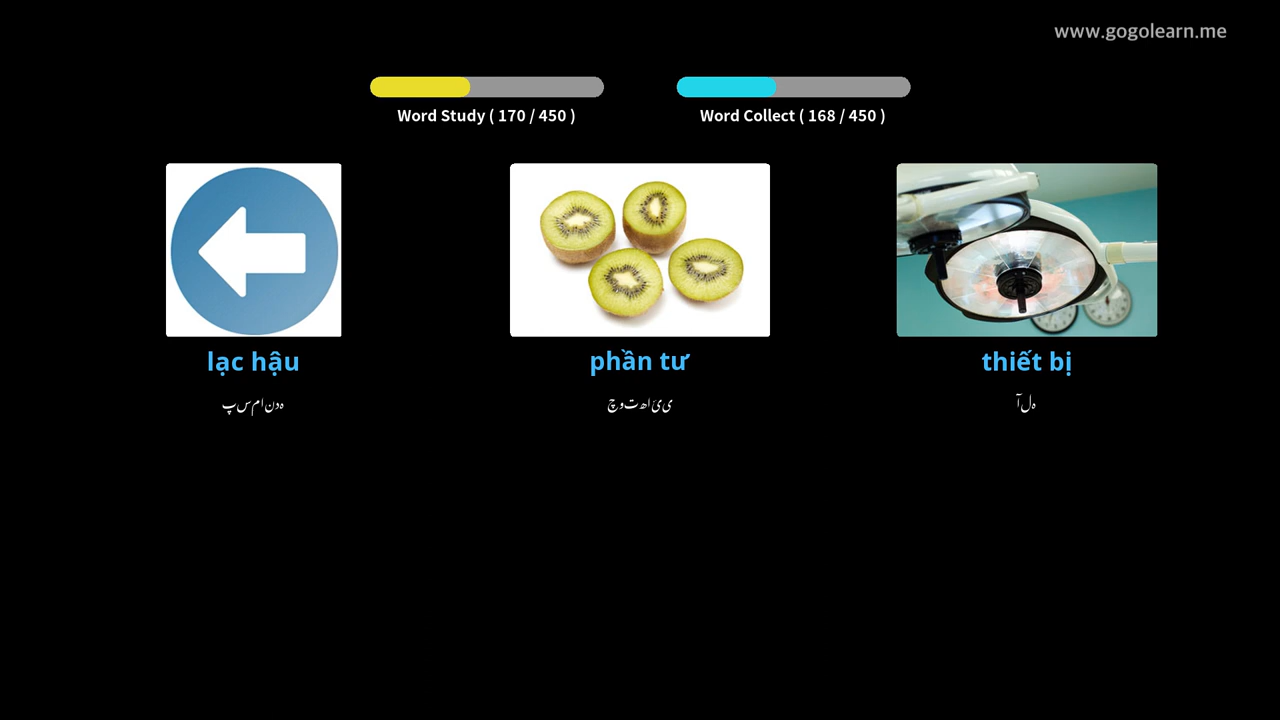 www.gogolearn.me
Word Study ( 170 / 450 )
Word Collect ( 168 / 450 )
lạc hậu
phần tư
thiết bị
پسماندہ
چوتھائی
آلہ